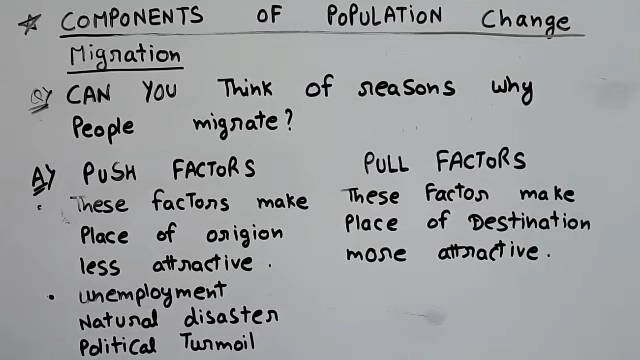 ☆ COMPONENTS OF POPULATION Change
Migration
Q) CAN YOU Think of reasons why
People migrate?
A) PUSH FACTORS
• These factors make
Place of origion
less attractive.
• unemployment
Natural disaster
Political Turmoil
PULL FACTORS
These Factor make
Place of Destination
more attractive.